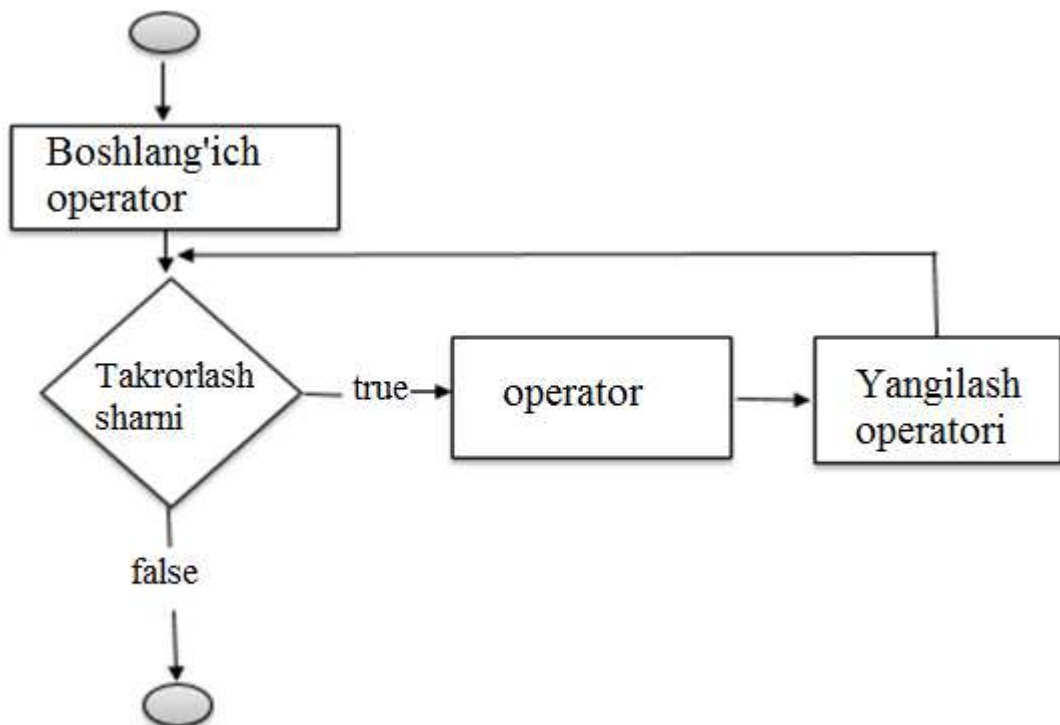 Boshlang'ich
operator
Takrorlash
sharni
true
operator
Yangilash
operatori
false